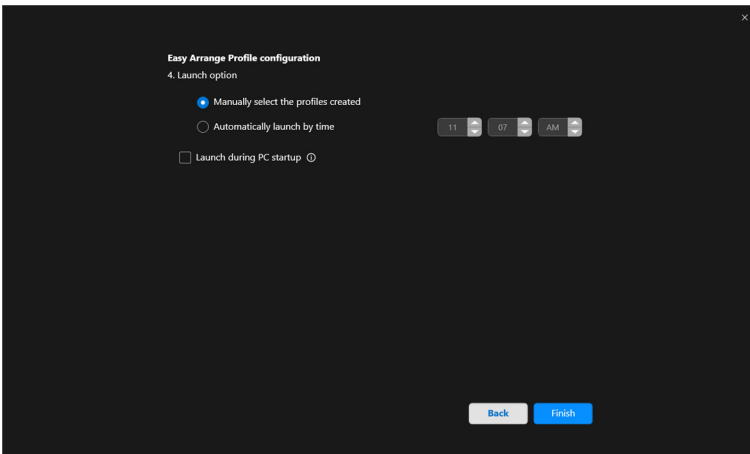 Easy Arrange Profile configuration
4. Launch option
Manually select the profiles created
Automatically launch by time 11 07 AM
Launch during PC startup
Back Finish